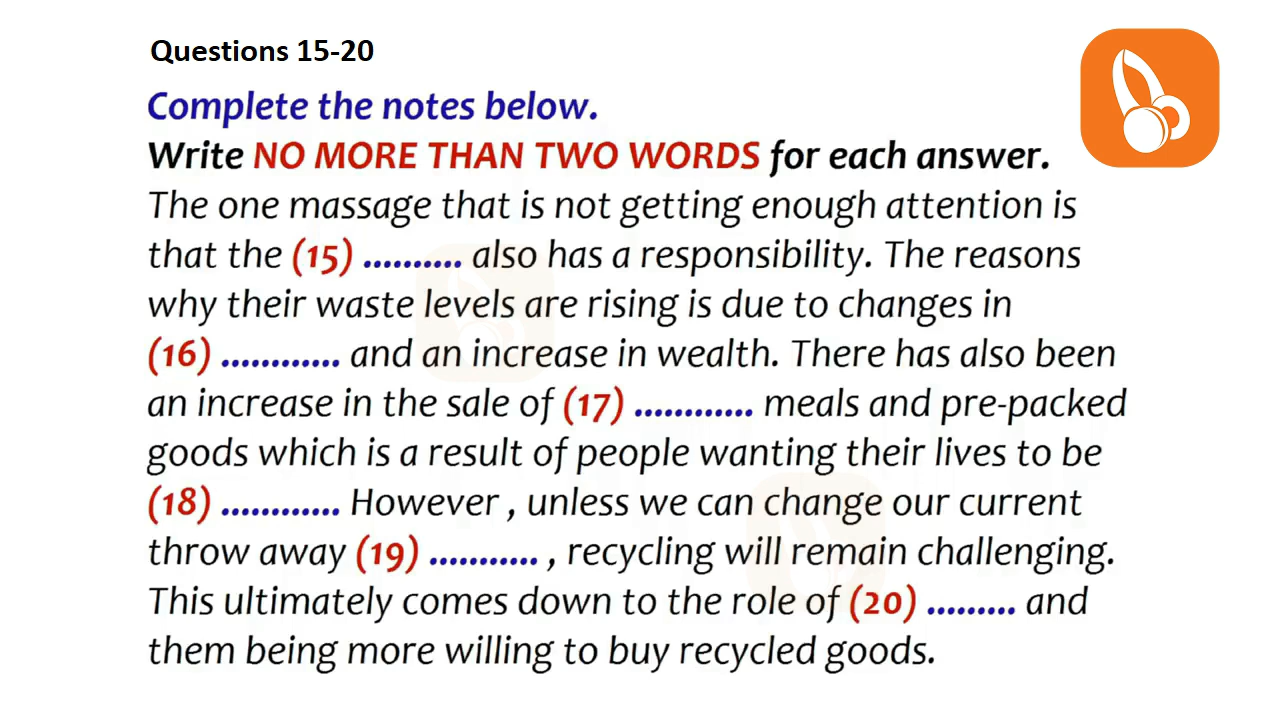 Questions 15-20
Complete the notes below.
Write NO MORE THAN TWO WORDS for each answer.
The one massage that is not getting enough attention is
that the (15) .......... also has a responsibility. The reasons
why their waste levels are rising is due to changes in
(16) ............ and an increase in wealth. There has also been
an increase in the sale of (17) ............ meals and pre-packed
goods which is a result of people wanting their lives to be
(18) ............ However , unless we can change our current
throw away (19) ........... , recycling will remain challenging.
This ultimately comes down to the role of (20) ......... and
them being more willing to buy recycled goods.